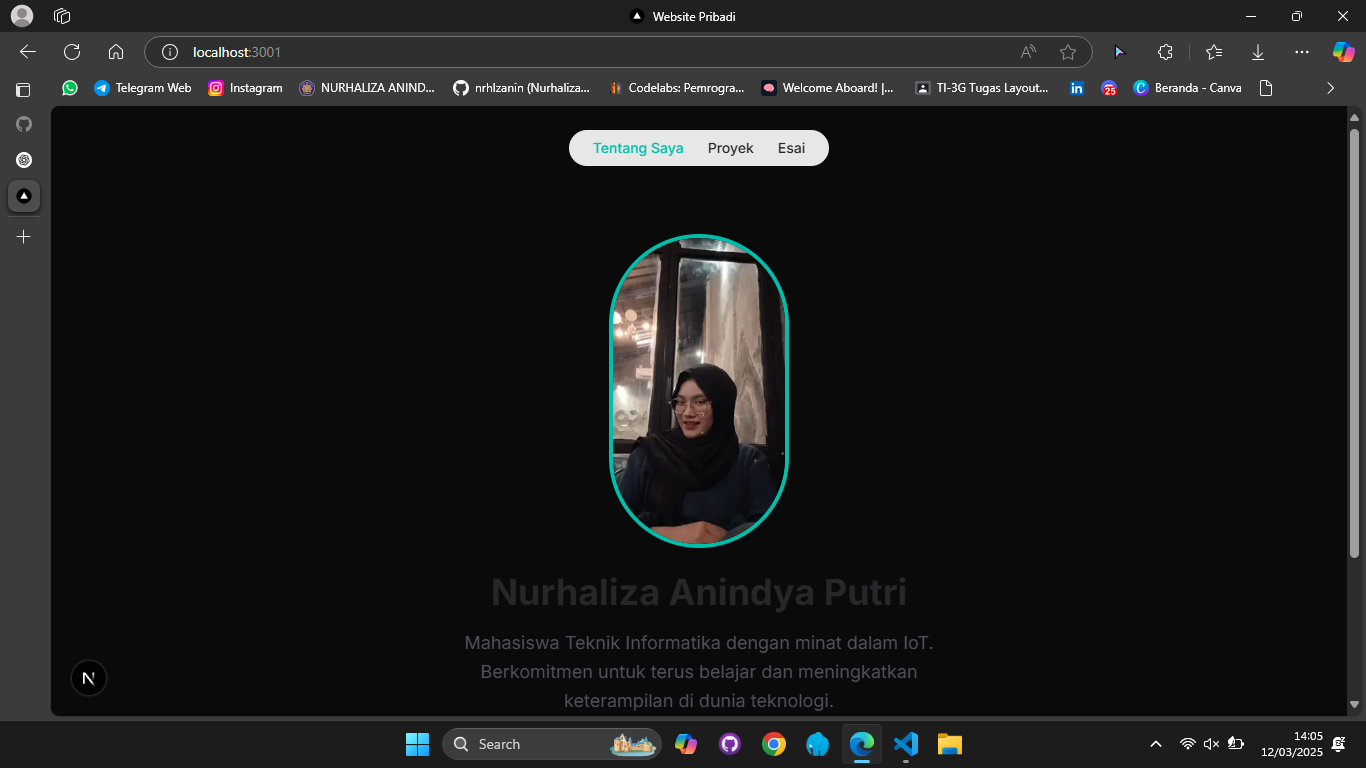 Website Pribadi
localhost:3001
Telegram Web
Instagram
NURHALIZA ANIND...
nrhlzanin (Nurhaliza...
Codelabs: Pemrogra...
Welcome Aboard! |...
TI-3G Tugas Layout...
25
Beranda - Canva
Tentang Saya
Proyek
Esai
Nurhaliza Anindya Putri
Mahasiswa Teknik Informatika dengan minat dalam IoT.
Berkomitmen untuk terus belajar dan meningkatkan
keterampilan di dunia teknologi.
N
Search
14:05
12/03/2025